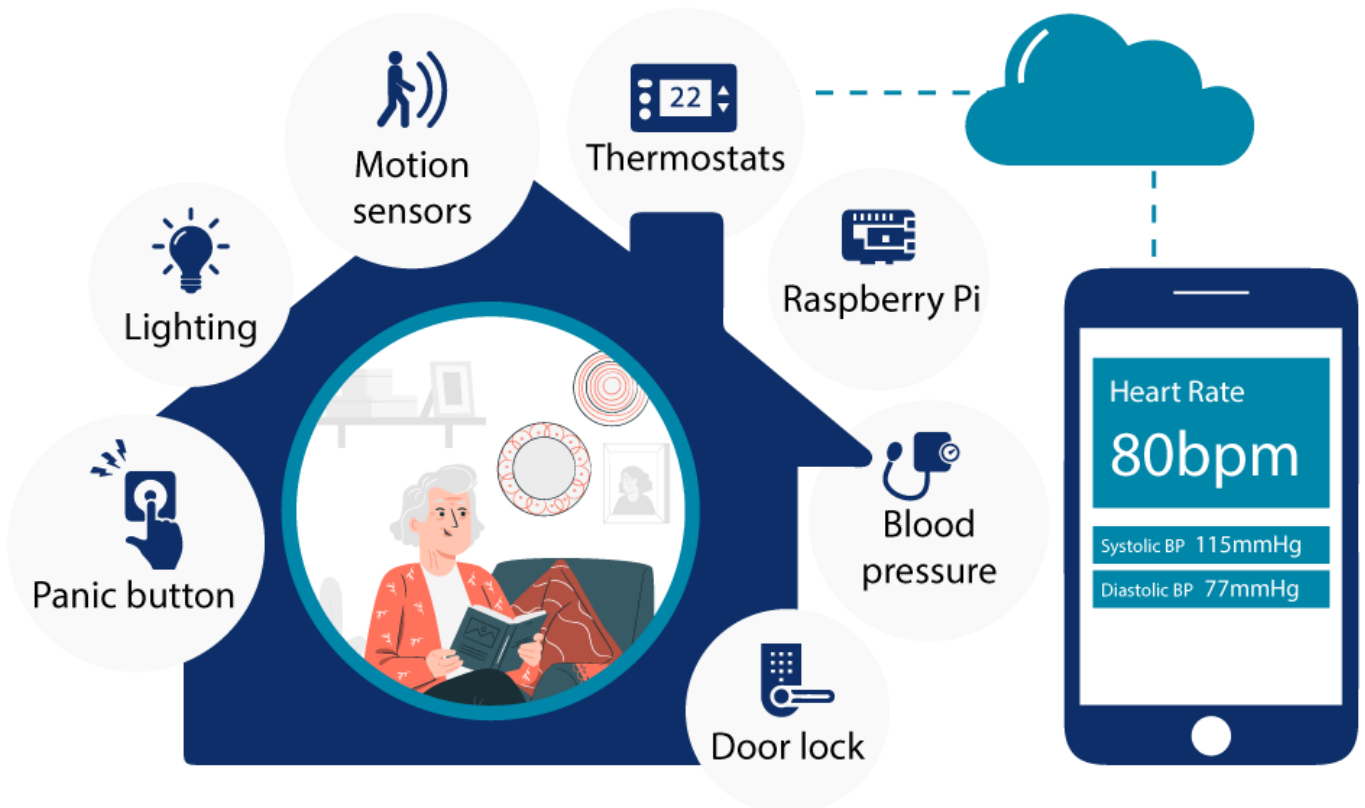 Motion
sensors
22
Thermostats
Lighting
Raspberry Pi
Panic button
Blood
pressure
Door lock
Heart Rate
80bpm
Systolic BP 115mmHg
Diastolic BP 77mmHg